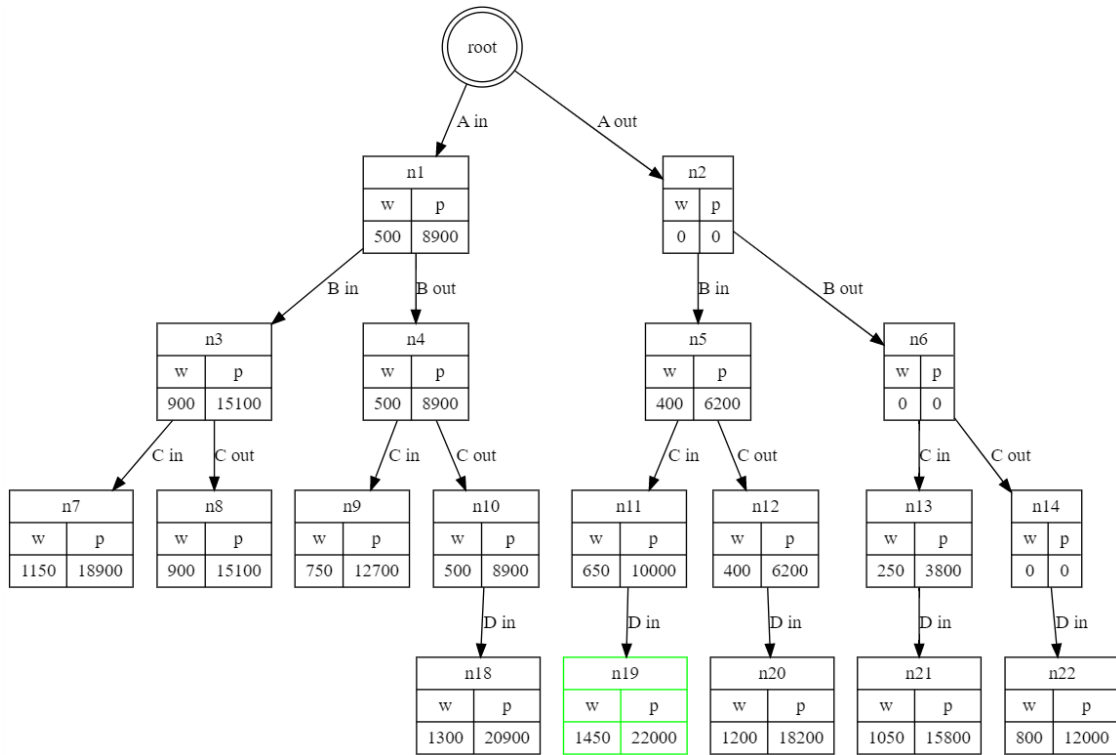 root
A in
A out
n1
w p
500 8900
n2
w p
0 0
B in
B out
B in
B out
n3
w p
900 15100
n4
w p
500 8900
n5
w p
400 6200
n6
w p
0 0
C in
C out
C in
C out
C in
C out
C in
C out
n7
w p
1150 18900
n8
w p
900 15100
n9
w p
750 12700
n10
w p
500 8900
n11
w p
650 10000
n12
w p
400 6200
n13
w p
250 3800
n14
w p
0 0
D in
D in
D in
D in
D in
n18
w p
1300 20900
n19
w p
1450 22000
n20
w p
1200 18200
n21
w p
1050 15800
n22
w p
800 12000